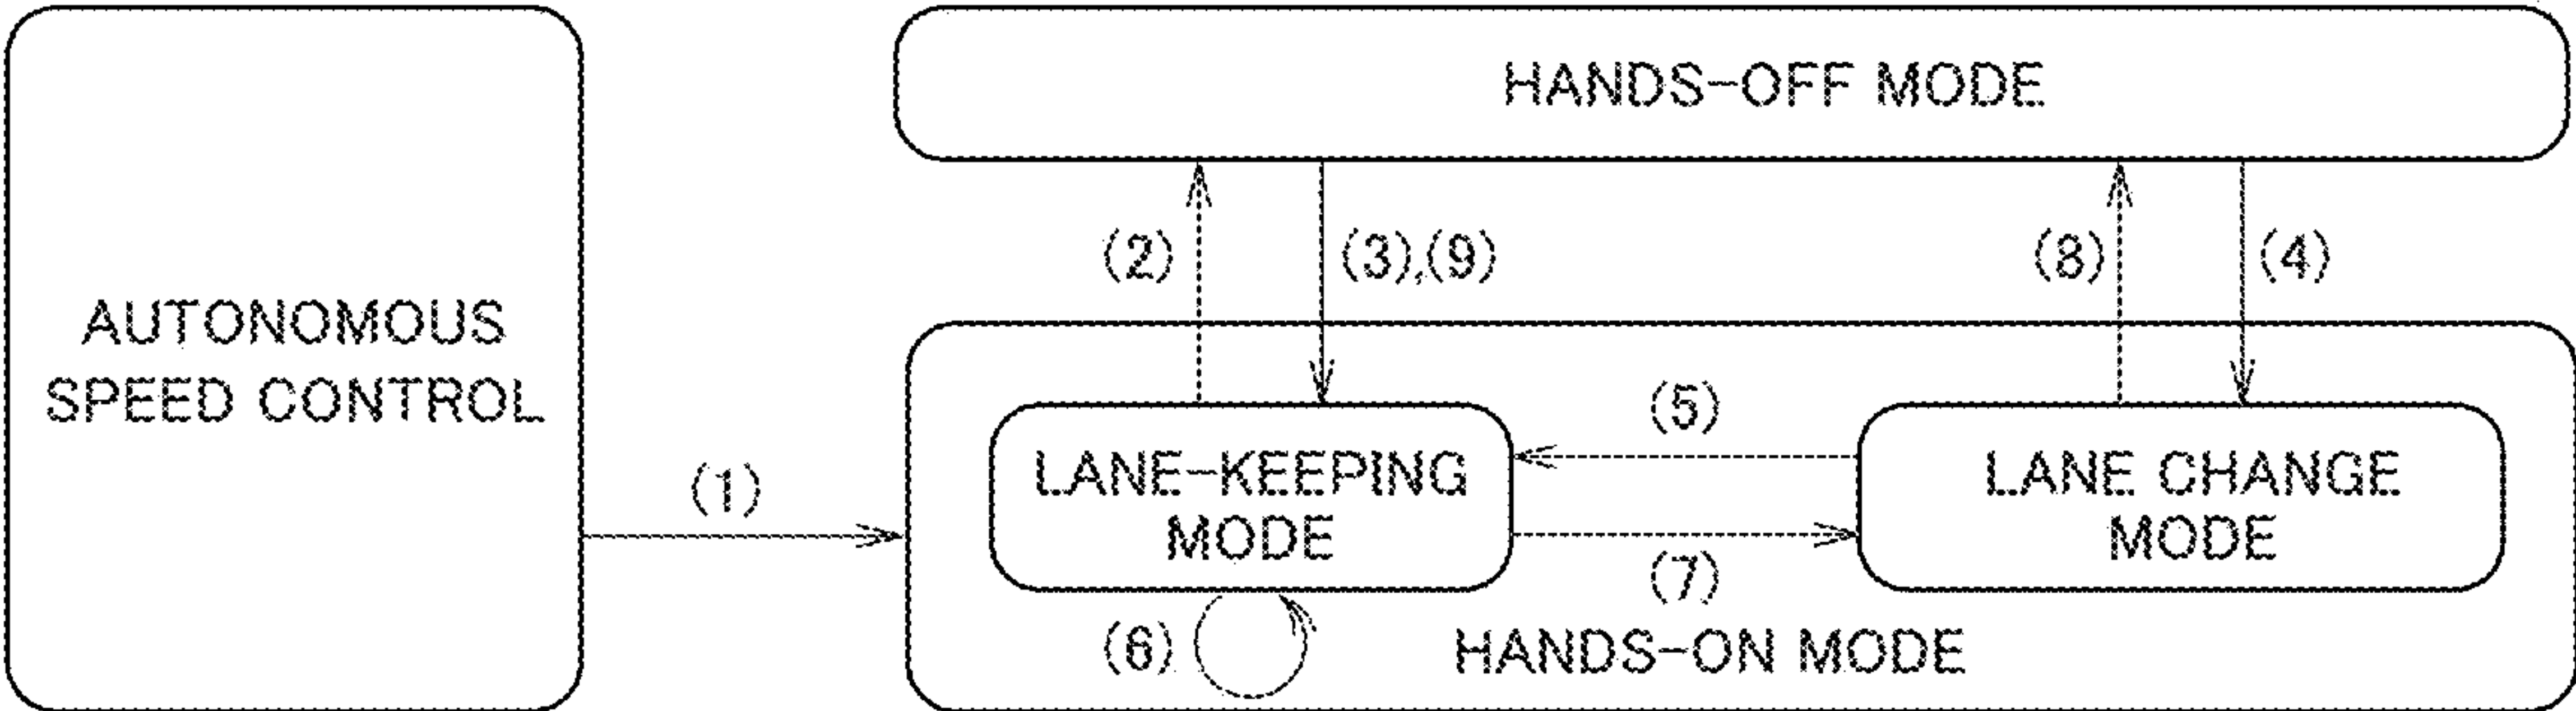 HANDS-OFF MODE
(2)
(3),(9)
(8)
(4)
AUTONOMOUS
SPEED CONTROL
(1)
(5)
LANE-KEEPING
MODE
LANE CHANGE
MODE
(7)
(6)
HANDS-ON MODE